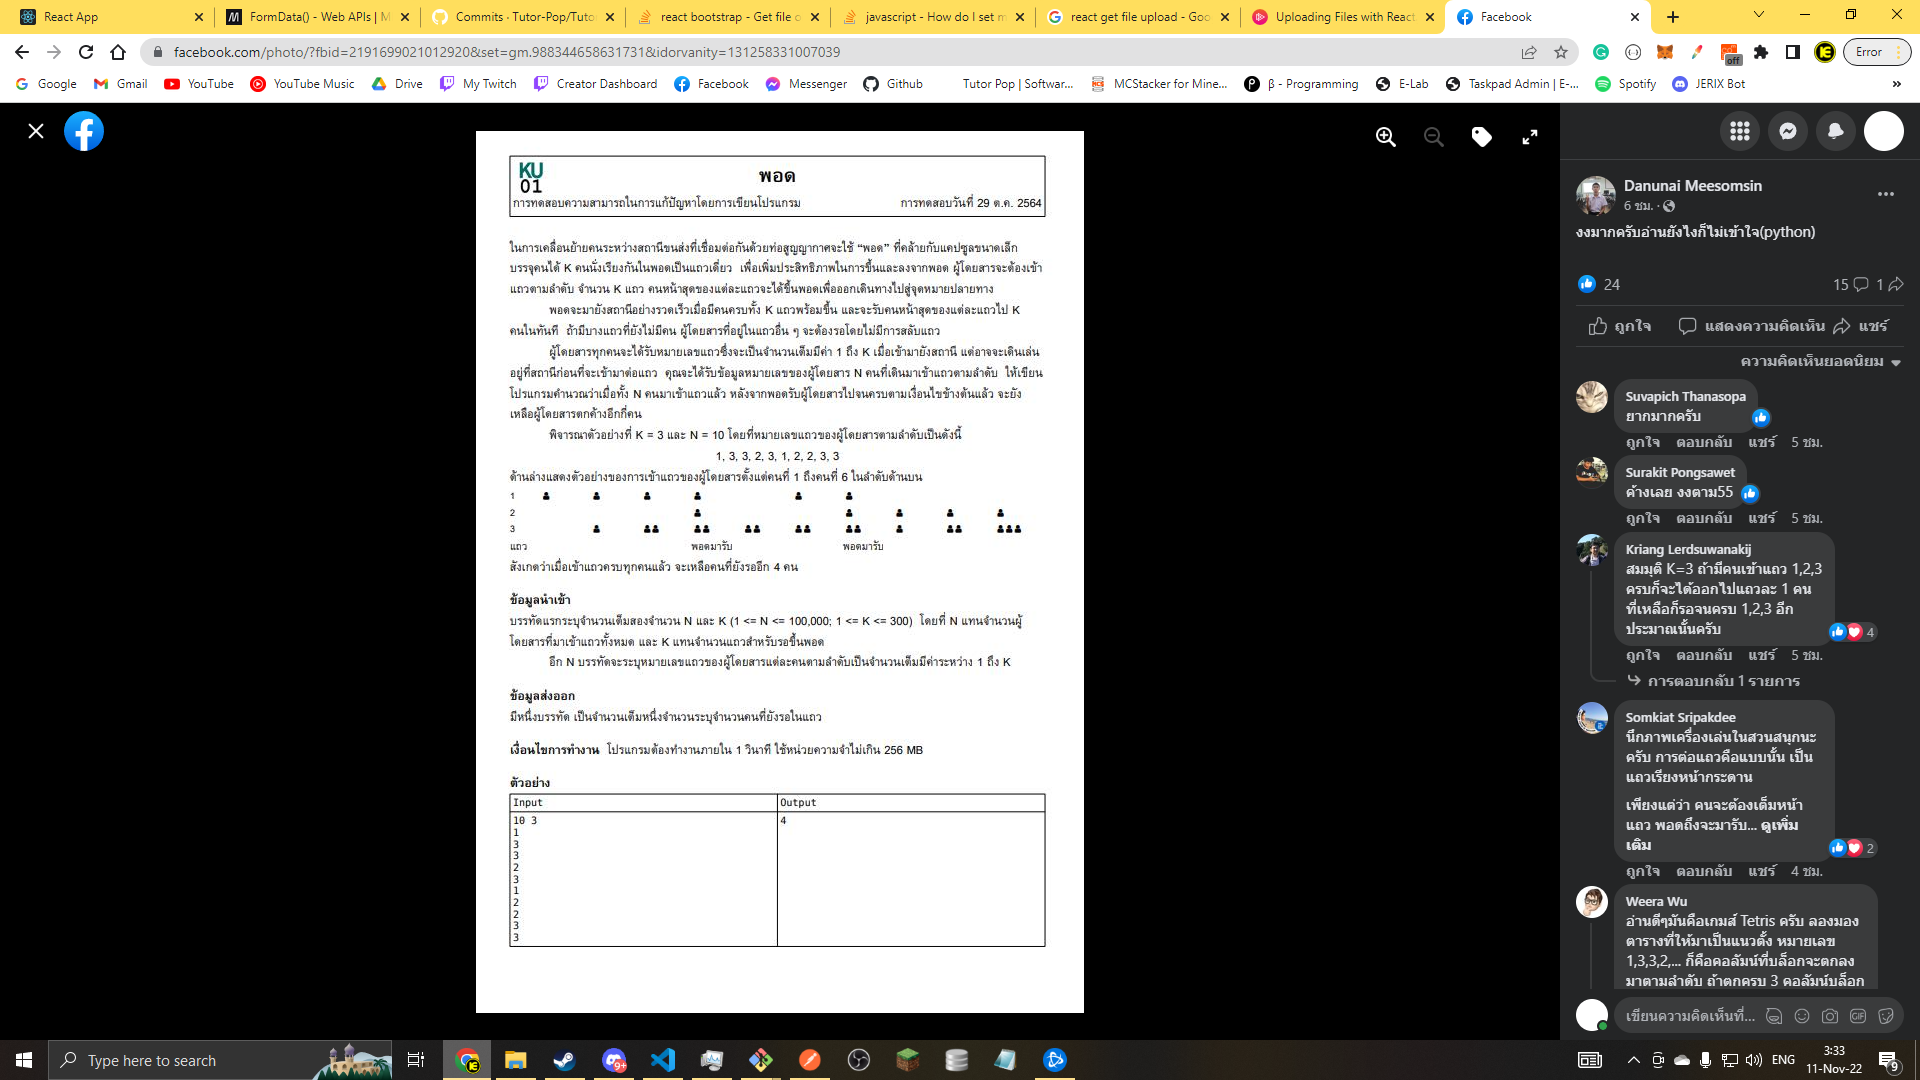 React App
FormData() - Web APIs | M
Commits · Tutor-Pop/Tuto
react bootstrap - Get file o
javascript - How do I set m
react get file upload - Goo
Uploading Files with React
Facebook
facebook.com/photo/?fbid=2191699021012920&set=gm.988344658631731&idorvanity=131258331007039
off
Error
Google
Gmail
YouTube
YouTube Music
Drive
My Twitch
Creator Dashboard
Facebook
Messenger
Github
Tutor Pop | Softwar...
MCStacker for Mine...
β - Programming
E-Lab
Taskpad Admin | E-...
Spotify
JERIX Bot
KU
01
พอด
การทดสอบความสามารถในการแก้ปัญหาโดยการเขียนโปรแกรม
การทดสอบวันที่ 29 ต.ค. 2564
ในการเคลื่อนย้ายคนระหว่างสถานีขนส่งที่เชื่อมต่อกันด้วยท่อสูญญากาศจะใช้ “พอด” ที่คล้ายกับแคปซูลขนาดเล็ก
บรรจุคนได้ K คนนั่งเรียงกันในพอดเป็นแถวเดี่ยว เพื่อเพิ่มประสิทธิภาพในการขึ้นและลงจากพอด ผู้โดยสารจะต้องเข้า
แถวตามลำดับ จำนวน K แถว คนหน้าสุดของแต่ละแถวจะได้ขึ้นพอดเพื่อออกเดินทางไปสู่จุดหมายปลายทาง
พอดจะมายังสถานีอย่างรวดเร็วเมื่อมีคนครบทั้ง K แถวพร้อมขึ้น และจะรับคนหน้าสุดของแต่ละแถวไป K
คนในทันที ถ้ามีบางแถวที่ยังไม่มีคน ผู้โดยสารที่อยู่ในแถวอื่น ๆ จะต้องรอโดยไม่มีการสลับแถว
ผู้โดยสารทุกคนจะได้รับหมายเลขแถวซึ่งจะเป็นจำนวนเต็มมีค่า 1 ถึง K เมื่อเข้ามายังสถานี แต่อาจจะเดินเล่น
อยู่ที่สถานีก่อนที่จะเข้ามาต่อแถว คุณจะได้รับข้อมูลหมายเลขของผู้โดยสาร N คนที่เดินมาเข้าแถวตามลำดับ ให้เขียน
โปรแกรมคำนวณว่าเมื่อทั้ง N คนมาเข้าแถวแล้ว หลังจากพอดรับผู้โดยสารไปจนครบตามเงื่อนไขข้างต้นแล้ว จะยัง
เหลือผู้โดยสารตกค้างอีกกี่คน
พิจารณาตัวอย่างที่ K = 3 และ N = 10 โดยที่หมายเลขแถวของผู้โดยสารตามลำดับเป็นดังนี้
1, 3, 3, 2, 3, 1, 2, 2, 3, 3
ด้านล่างแสดงตัวอย่างของการเข้าแถวของผู้โดยสารตั้งแต่คนที่ 1 ถึงคนที่ 6 ในลำดับด้านบน
1
2
3
แถว พอดมารับ พอดมารับ
สังเกตว่าเมื่อเข้าแถวครบทุกคนแล้ว จะเหลือคนที่ยังรออีก 4 คน
ข้อมูลนำเข้า
บรรทัดแรกระบุจำนวนเต็มสองจำนวน N และ K (1 <= N <= 100,000; 1 <= K <= 300) โดยที่ N แทนจำนวนผู้
โดยสารที่มาเข้าแถวทั้งหมด และ K แทนจำนวนแถวสำหรับรอขึ้นพอด
อีก N บรรทัดจะระบุหมายเลขแถวของผู้โดยสารแต่ละคนตามลำดับเป็นจำนวนเต็มมีค่าระหว่าง 1 ถึง K
ข้อมูลส่งออก
มีหนึ่งบรรทัด เป็นจำนวนเต็มหนึ่งจำนวนระบุจำนวนคนที่ยังรอในแถว
เงื่อนไขการทำงาน โปรแกรมต้องทำงานภายใน 1 วินาที ใช้หน่วยความจำไม่เกิน 256 MB
ตัวอย่าง
Input
Output
10 3
4
1
3
3
2
3
1
2
2
3
3
Danunai Meesomsin
6 ชม. ·
งงมากครับอ่านยังไงก็ไม่เข้าใจ(python)
24
15
1
ถูกใจ
แสดงความคิดเห็น
แชร์
ความคิดเห็นยอดนิยม
Suvapich Thanasopa
ยากมากครับ
ถูกใจ ตอบกลับ แชร์ 5 ชม.
Surakit Pongsawet
ค้างเลย งงตาม55
ถูกใจ ตอบกลับ แชร์ 5 ชม.
Kriang Lerdsuwanakij
สมมุติ K=3 ถ้ามีคนเข้าแถว 1,2,3
ครบก็จะได้ออกไปแถวละ 1 คน
ที่เหลือก็รอจนครบ 1,2,3 อีก
ประมาณนั้นครับ
4
ถูกใจ ตอบกลับ แชร์ 5 ชม.
การตอบกลับ 1 รายการ
Somkiat Sripakdee
นึกภาพเครื่องเล่นในสวนสนุกนะ
ครับ การต่อแถวคือแบบนั้น เป็น
แถวเรียงหน้ากระดาน
เพียงแต่ว่า คนจะต้องเต็มหน้า
แถว พอดถึงจะมารับ... ดูเพิ่ม
เติม
2
ถูกใจ ตอบกลับ แชร์ 4 ชม.
Weera Wu
อ่านดีๆมันคือเกมส์ Tetris ครับ ลองมอง
ตารางที่ให้มาเป็นแนวตั้ง หมายเลข
1,3,3,2,... ก็คือคอลัมน์ที่บล็อกจะตกลง
มาตามลำดับ ถ้าตกครบ 3 คอลัมน์บล็อก
เขียนความคิดเห็นที่...
Type here to search
9+
ENG
3:33
11-Nov-22
9